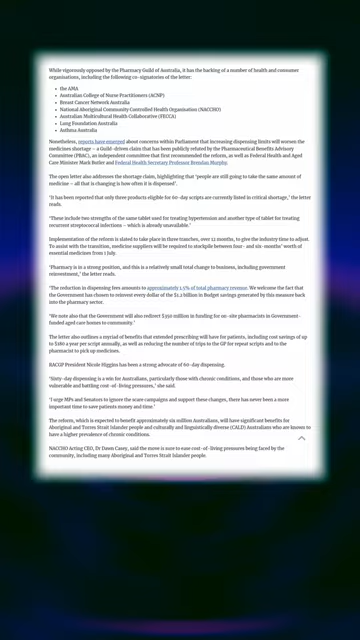 While vigorously opposed by the Pharmacy Guild of Australia, it has the backing of a number of health and consumer
organisations, including the following co-signatories of the letter:
• the AMA
• Australian College of Nurse Practitioners (ACNP)
• Breast Cancer Network Australia
• National Aboriginal Community Controlled Health Organisation (NACCHO)
• Australian Multicultural Health Collaborative (FECCA)
• Lung Foundation Australia
• Asthma Australia
Nonetheless, reports have emerged about concerns within Parliament that increasing dispensing limits will worsen the
medicines shortage – a Guild-driven claim that has been publicly refuted by the Pharmaceutical Benefits Advisory
Committee (PBAC), an independent committee that first recommended the reform, as well as Federal Health and Aged
Care Minister Mark Butler and Federal Health Secretary Professor Brendan Murphy.
The open letter also addresses the shortage claim, highlighting that 'people are still going to take the same amount of
medicine – all that is changing is how often it is dispensed'.
'It has been reported that only three products eligible for 60-day scripts are currently listed in critical shortage,' the letter
reads.
'These include two strengths of the same tablet used for treating hypertension and another type of tablet for treating
recurrent streptococcal infections – which is already unavailable.'
Implementation of the reform is slated to take place in three tranches, over 12 months, to give the industry time to adjust.
To assist with the transition, medicine suppliers will be required to stockpile between four- and six-months' worth of
essential medicines from 1 July.
'Pharmacy is in a strong position, and this is a relatively small total change to business, including government
reinvestment,' the letter reads.
'The reduction in dispensing fees amounts to approximately 1.5% of total pharmacy revenue. We welcome the fact that
the Government has chosen to reinvest every dollar of the $1.2 billion in Budget savings generated by this measure back
into the pharmacy sector.
'We note also that the Government will also redirect $350 million in funding for on-site pharmacists in Government-
funded aged care homes to community.'
The letter also outlines a myriad of benefits that extended prescribing will have for patients, including cost savings of up
to $180 a year per script annually, as well as reducing the number of trips to the GP for repeat scripts and to the
pharmacist to pick up medicines.
RACGP President Nicole Higgins has been a strong advocate of 60-day dispensing.
'Sixty-day dispensing is a win for Australians, particularly those with chronic conditions, and those who are more
vulnerable and battling cost-of-living pressures,' she said.
'I urge MPs and Senators to ignore the scare campaigns and support these changes, there has never been a more
important time to save patients money and time.'
The reform, which is expected to benefit approximately six million Australians, will have significant benefits for
Aboriginal and Torres Strait Islander people and culturally and linguistically diverse (CALD) Australians who are known to
have a higher prevalence of chronic conditions.
NACCHO Acting CEO, Dr Dawn Casey, said the move is sure to ease cost-of-living pressures being faced by the
community, including many Aboriginal and Torres Strait Islander people.